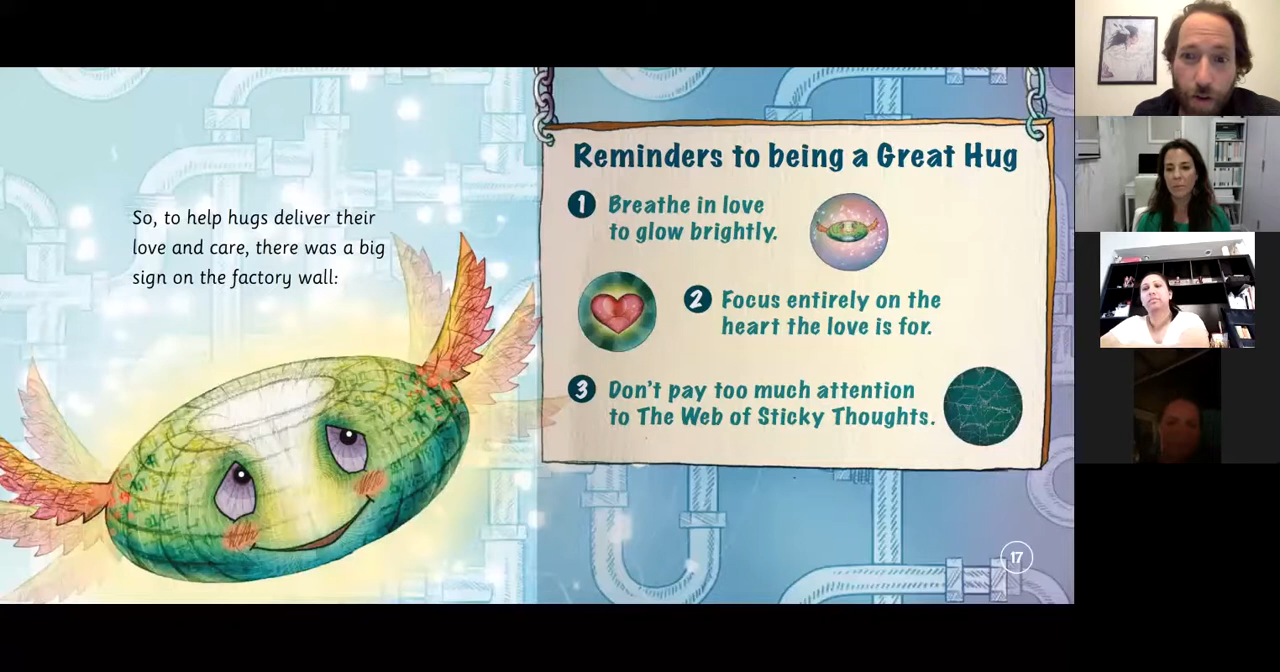 So, to help hugs deliver their
love and care, there was a big
sign on the factory wall:
Reminders to being a Great Hug
1 Breathe in love
to glow brightly.
2 Focus entirely on the
heart the love is for.
3 Don't pay too much attention
to The Web of Sticky Thoughts.
17